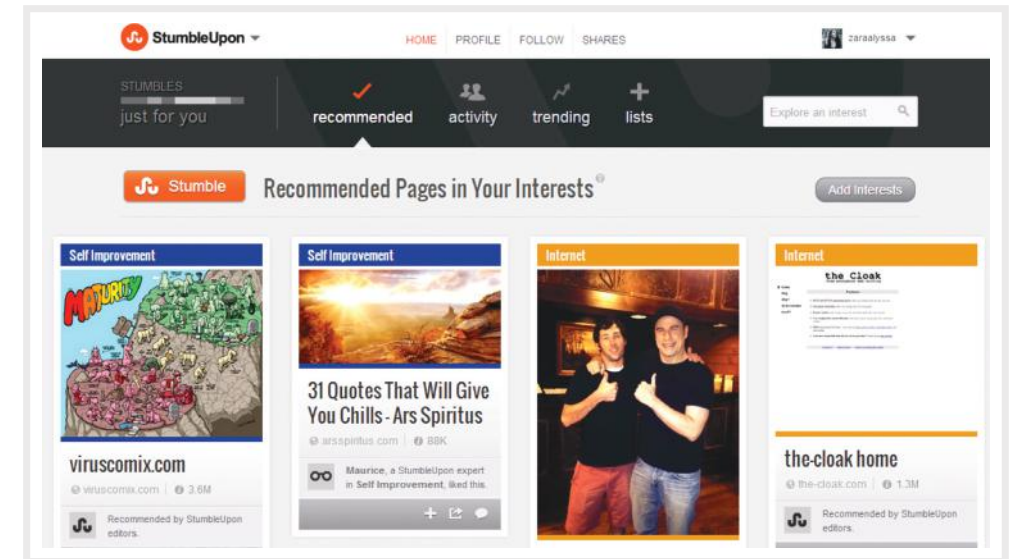 StumbleUpon
HOME PROFILE FOLLOW SHARES
zaraalyssa
STUMBLES
just for you
recommended
activity
trending
lists
Explore an interest
Stumble
Recommended Pages in Your Interests
Add Interests
Self Improvement
MATURITY
viruscomix.com
viruscomix.com 3.6M
Recommended by StumbleUpon
editors.
Self Improvement
31 Quotes That Will Give
You Chills - Ars Spiritus
arsspiritus.com 88K
Maurice, a StumbleUpon expert
in Self Improvement, liked this.
Internet
Internet
the Cloak
the-cloak home
the-cloak.com 1.3M
Recommended by StumbleUpon
editors.